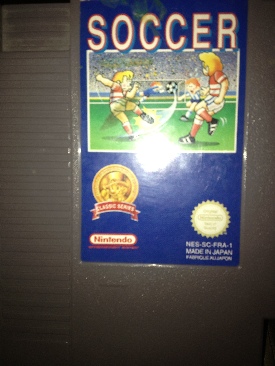 SOCCER
CLASSIC SERIES
Nintendo
NES-SC-FRA-1
MADE IN JAPAN
FABRIQUE AU JAPON